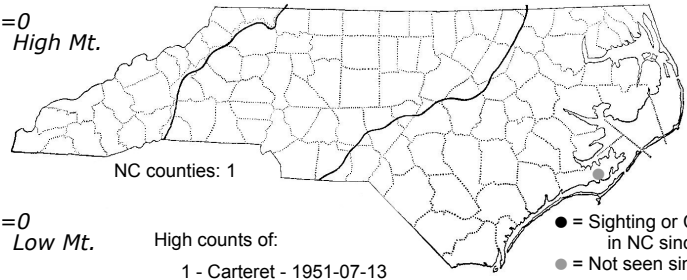 =0
High Mt.
NC counties: 1
=0
Low Mt.
High counts of:
1 - Carteret - 1951-07-13
● = Sighting or
in NC sinc
● = Not seen sin